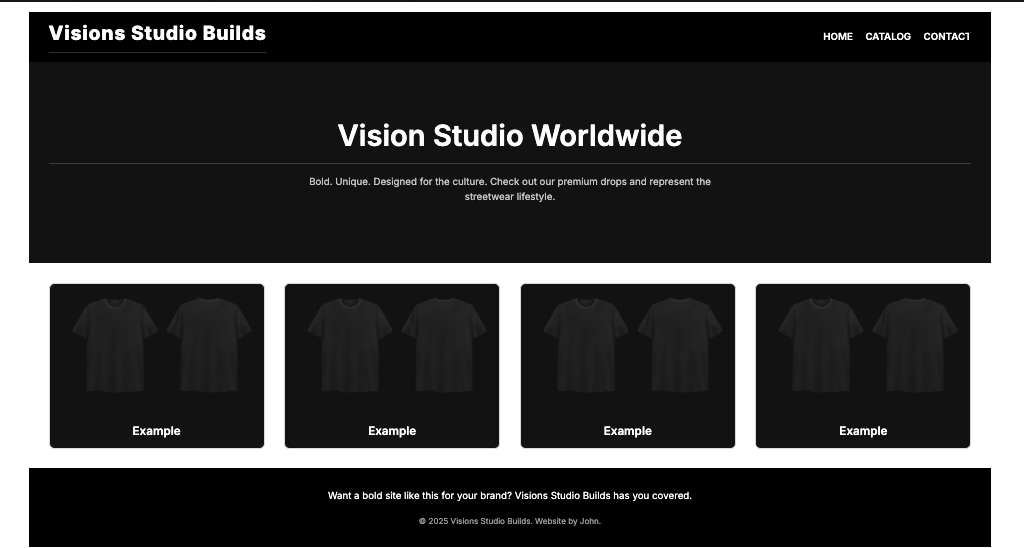 Visions Studio Builds
HOME CATALOG CONTACT
Vision Studio Worldwide
Bold. Unique. Designed for the culture. Check out our premium drops and represent the
streetwear lifestyle.
Example Example Example Example
Want a bold site like this for your brand? Visions Studio Builds has you covered.
© 2025 Visions Studio Builds. Website by John.